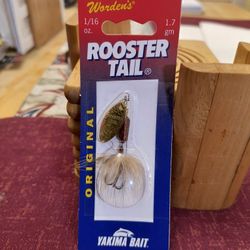 Worden's®
1/16 oz.
1.7 gm
ROOSTER
TAIL®
ORIGINAL
YAKIMA BAIT